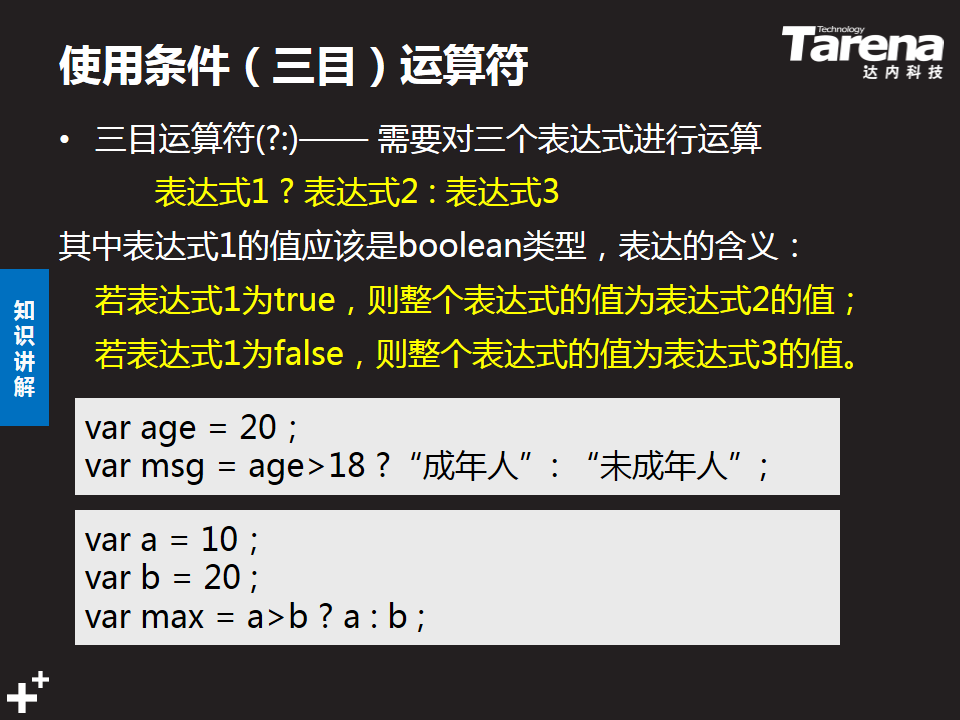 使用条件（三目）运算符
Technology
Tarena
达内科技
• 三目运算符(?:)—— 需要对三个表达式进行运算
表达式1 ? 表达式2 : 表达式3
其中表达式1的值应该是boolean类型，表达的含义：
若表达式1为true，则整个表达式的值为表达式2的值；
若表达式1为false，则整个表达式的值为表达式3的值。
知识讲解
var age = 20 ;
var msg = age>18 ? “成年人” : “未成年人” ;
var a = 10 ;
var b = 20 ;
var max = a>b ? a : b ;